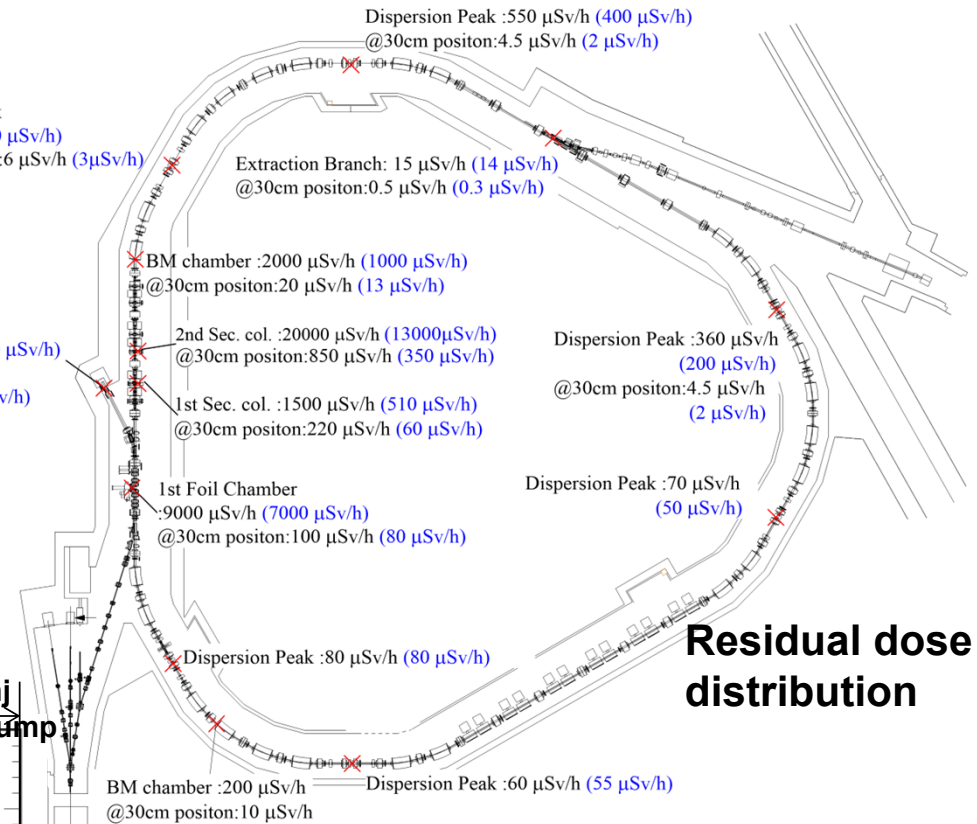 Dispersion Peak :550 μSv/h (400 μSv/h)
@30cm positon:4.5 μSv/h (2 μSv/h)
μSv/h)
:6 μSv/h (3μSv/h)
Extraction Branch: 15 μSv/h (14 μSv/h)
@30cm positon:0.5 μSv/h (0.3 μSv/h)
BM chamber :2000 μSv/h (1000 μSv/h)
@30cm positon:20 μSv/h (13 μSv/h)
2nd Sec. col. :20000 μSv/h (13000μSv/h)
@30cm positon:850 μSv/h (350 μSv/h)
μSv/h)
v/h)
1st Sec. col. :1500 μSv/h (510 μSv/h)
@30cm positon:220 μSv/h (60 μSv/h)
Dispersion Peak :360 μSv/h
(200 μSv/h)
@30cm positon:4.5 μSv/h
(2 μSv/h)
1st Foil Chamber
:9000 μSv/h (7000 μSv/h)
@30cm positon:100 μSv/h (80 μSv/h)
Dispersion Peak :70 μSv/h
(50 μSv/h)
Dispersion Peak :80 μSv/h (80 μSv/h)
Residual dose
distribution
ump
BM chamber :200 μSv/h
@30cm positon:10 μSv/h
Dispersion Peak :60 μSv/h (55 μSv/h)